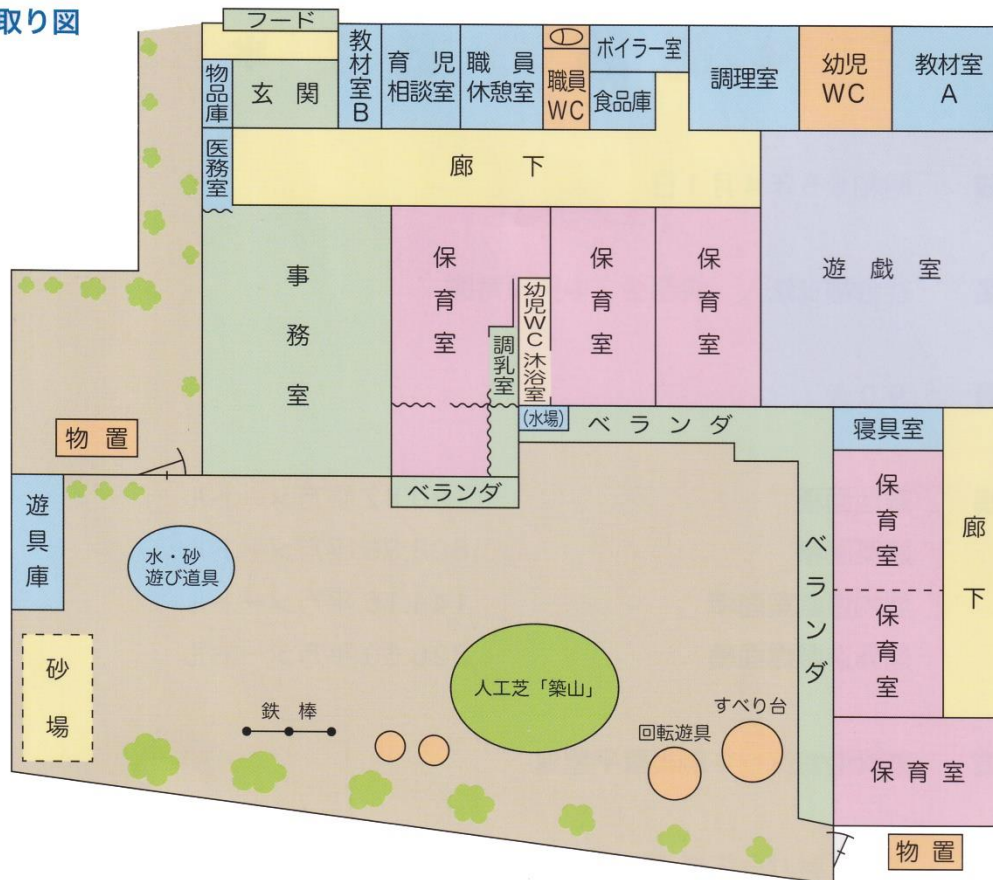 取り図
フード
物品庫
玄関
教材室B
育児
相談室
職員
休憩室
職員
WC
ボイラー室
食品庫
調理室
幼児
WC
教材室
A
医務室
廊下
事務室
保育室
調乳室
幼児WC
沐浴室
保育室
保育室
遊戯室
(水場)
ベランダ
寝具室
物置
ベランダ
遊具庫
水・砂
遊び道具
ベランダ
保育室
廊下
保育室
砂場
鉄棒
人工芝「築山」
すべり台
回転遊具
保育室
物置